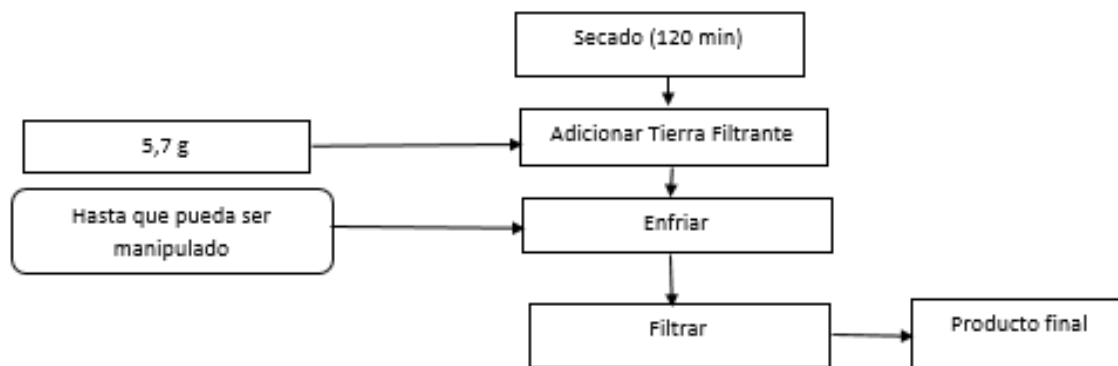 Secado (120 min)
Adicionar Tierra Filtrante
5,7 g
Hasta que pueda ser
manipulado
Enfriar
Filtrar
Producto final